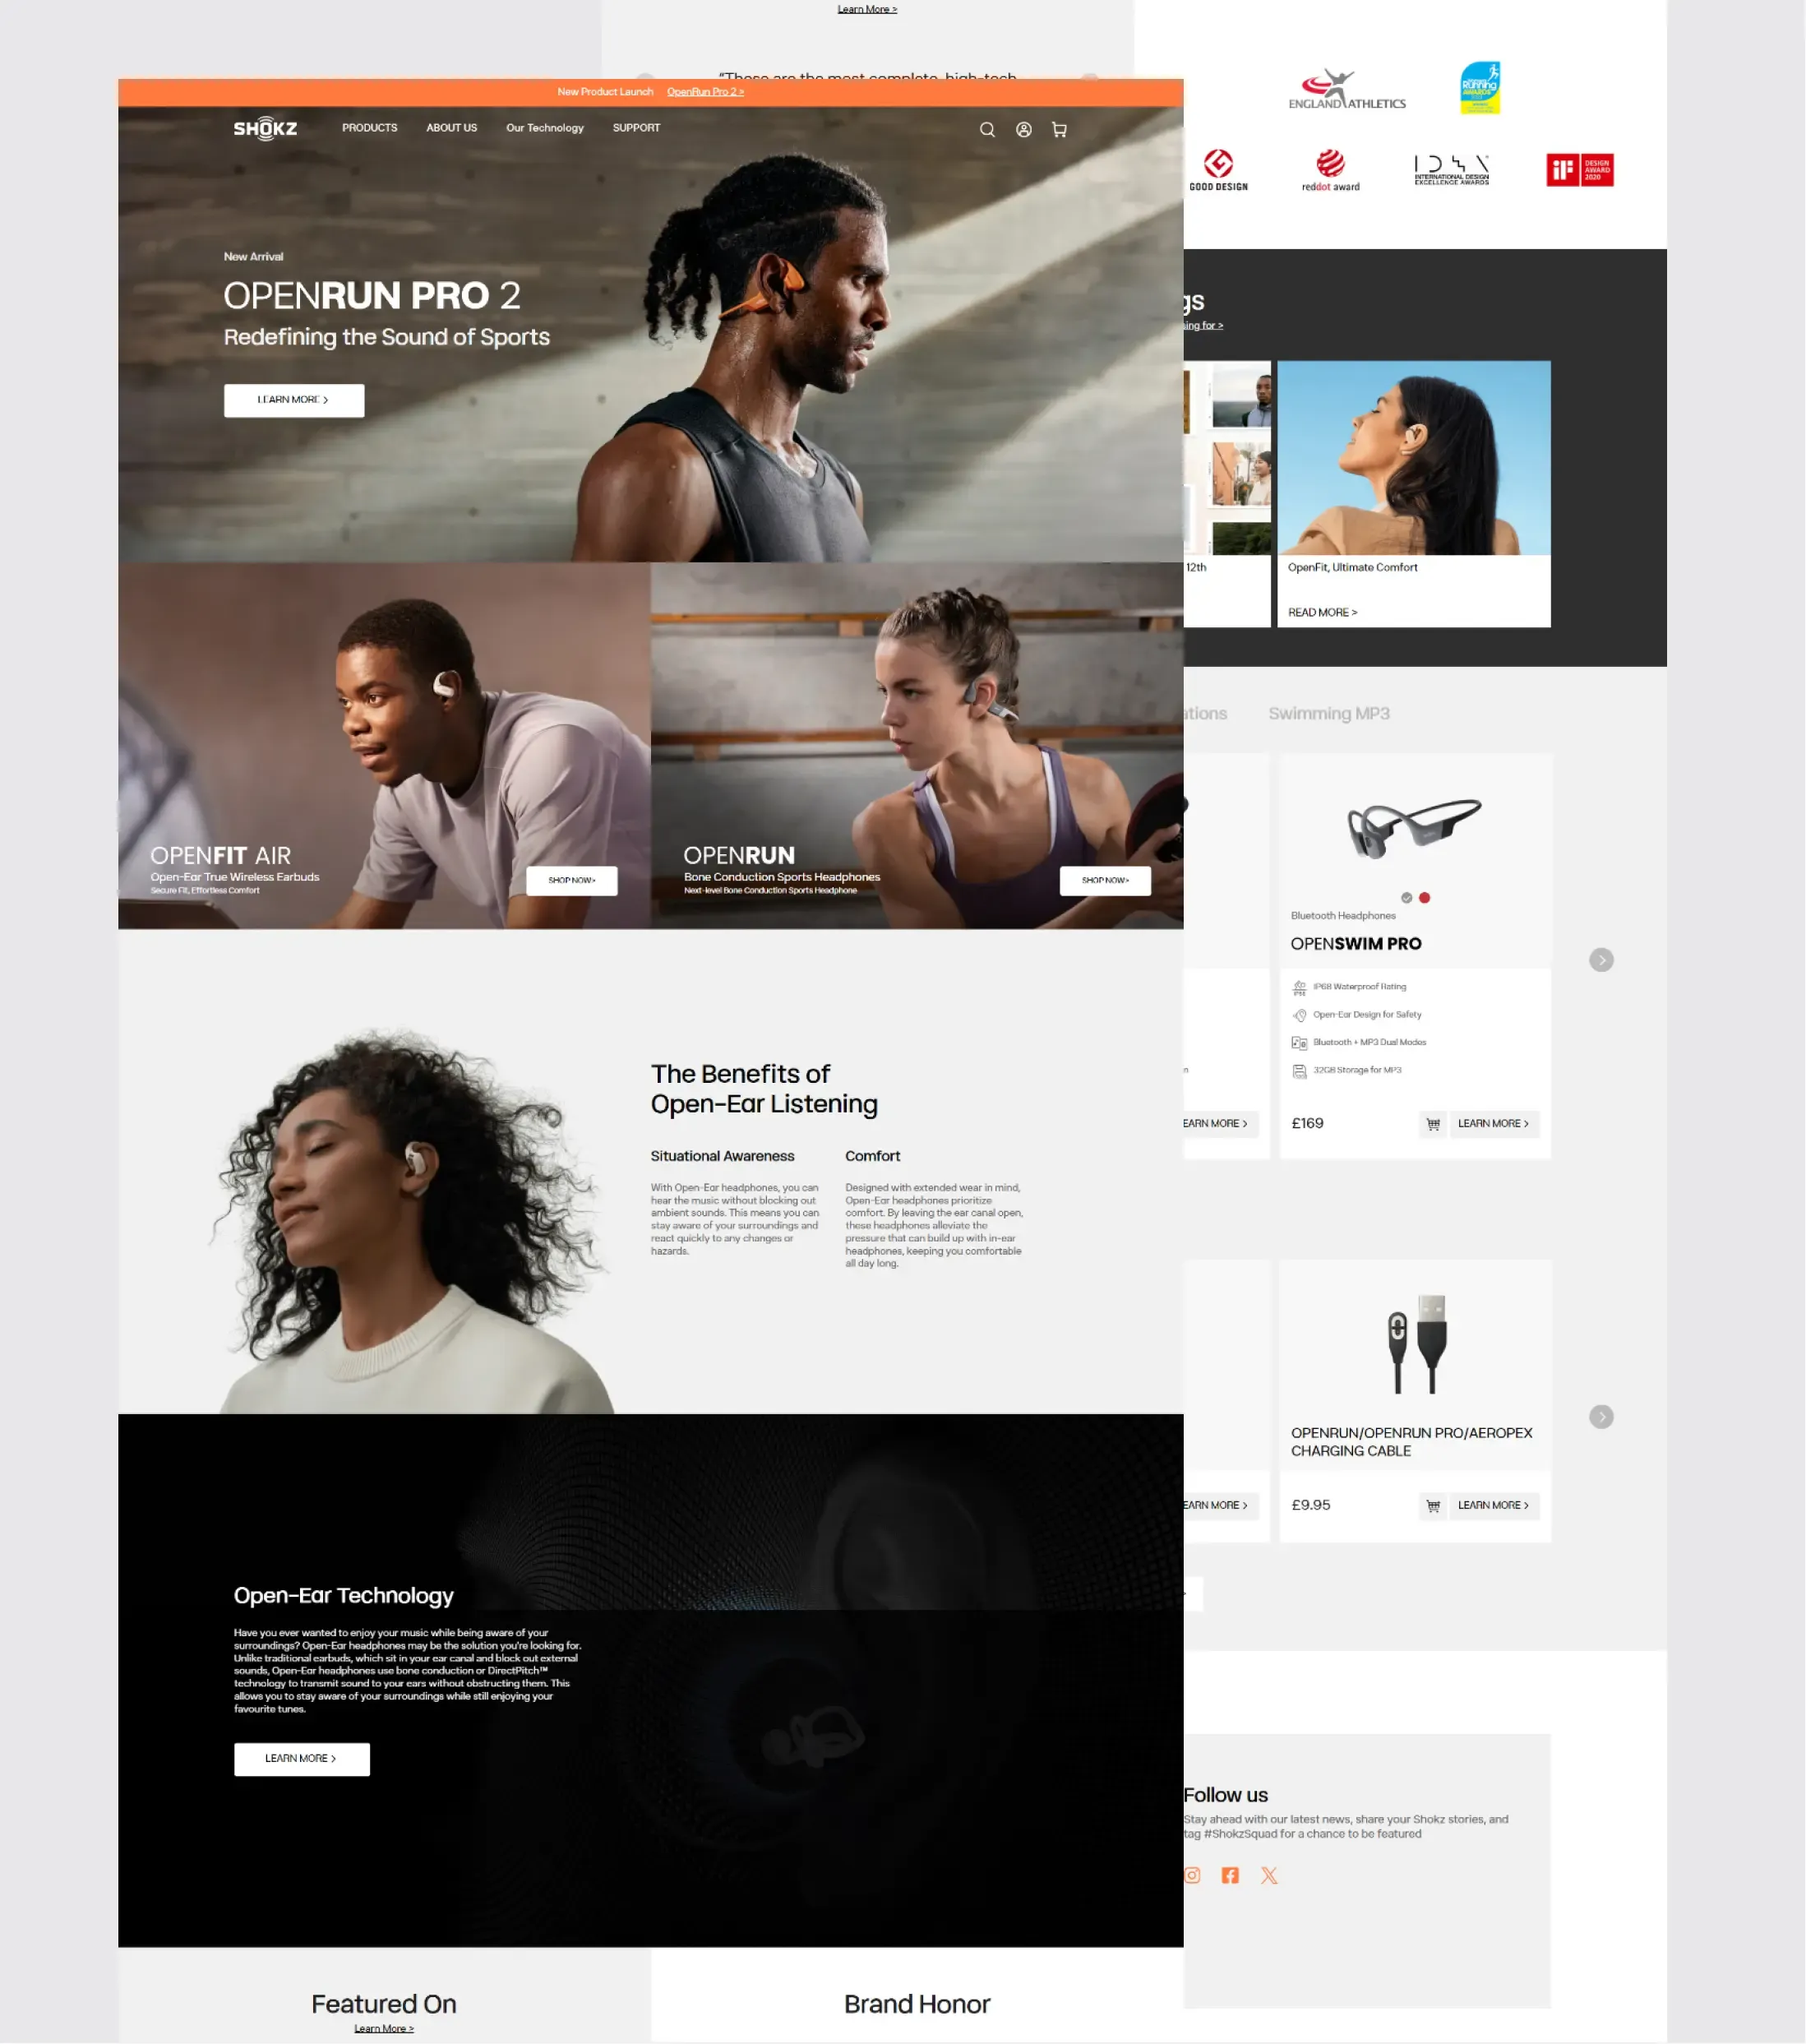 Learn More >
"These are the most complete, high-tech
New Product Launch OpenRun Pro 2 >
SHOKZ PRODUCTS ABOUT US Our Technology SUPPORT
New Arrival
OPENRUN PRO 2
Redefining the Sound of Sports
LEARN MORE >
OPENFIT AIR
Open-Ear True Wireless Earbuds
Secure Fit, Effortless Comfort
SHOP NOW>
OPENRUN
Bone Conduction Sports Headphones
Next-level Bone Conduction Sports Headphone
SHOP NOW>
The Benefits of
Open-Ear Listening
Situational Awareness
With Open-Ear headphones, you can
hear the music without blocking out
ambient sounds. This means you can
stay aware of your surroundings and
react quickly to any changes or
hazards.
Comfort
Designed with extended wear in mind,
Open-Ear headphones prioritize
comfort. By leaving the ear canal open,
these headphones alleviate the
pressure that can build up with in-ear
headphones, keeping you comfortable
all day long.
Open-Ear Technology
Have you ever wanted to enjoy your music while being aware of your
surroundings? Open-Ear headphones may be the solution you're looking for.
Unlike traditional earbuds, which sit in your ear canal and block out external
sounds, Open-Ear headphones use bone conduction or DirectPitch™
technology to transmit sound to your ears without obstructing them. This
allows you to stay aware of your surroundings while still enjoying your
favourite tunes.
LEARN MORE >
Featured On
Learn More >
Brand Honor
ENGLAND ATHLETICS
Running
AWARDS
GOOD DESIGN
reddot award
INTERNATIONAL DESIGN
EXCELLENCE AWARDS
iF
DESIGN
AWARD
2020
gs
ing for >
12th
OpenFit, Ultimate Comfort
READ MORE >
ations Swimming MP3
Bluetooth Headphones
OPENSWIM PRO
IP68 Waterproof Rating
Open-Ear Design for Safety
Bluetooth + MP3 Dual Modes
n
32GB Storage for MP3
EARN MORE >
£169
LEARN MORE >
OPENRUN/OPENRUN PRO/AEROPEX
CHARGING CABLE
EARN MORE >
£9.95
LEARN MORE >
Follow us
Stay ahead with our latest news, share your Shokz stories, and
tag #ShokzSquad for a chance to be featured